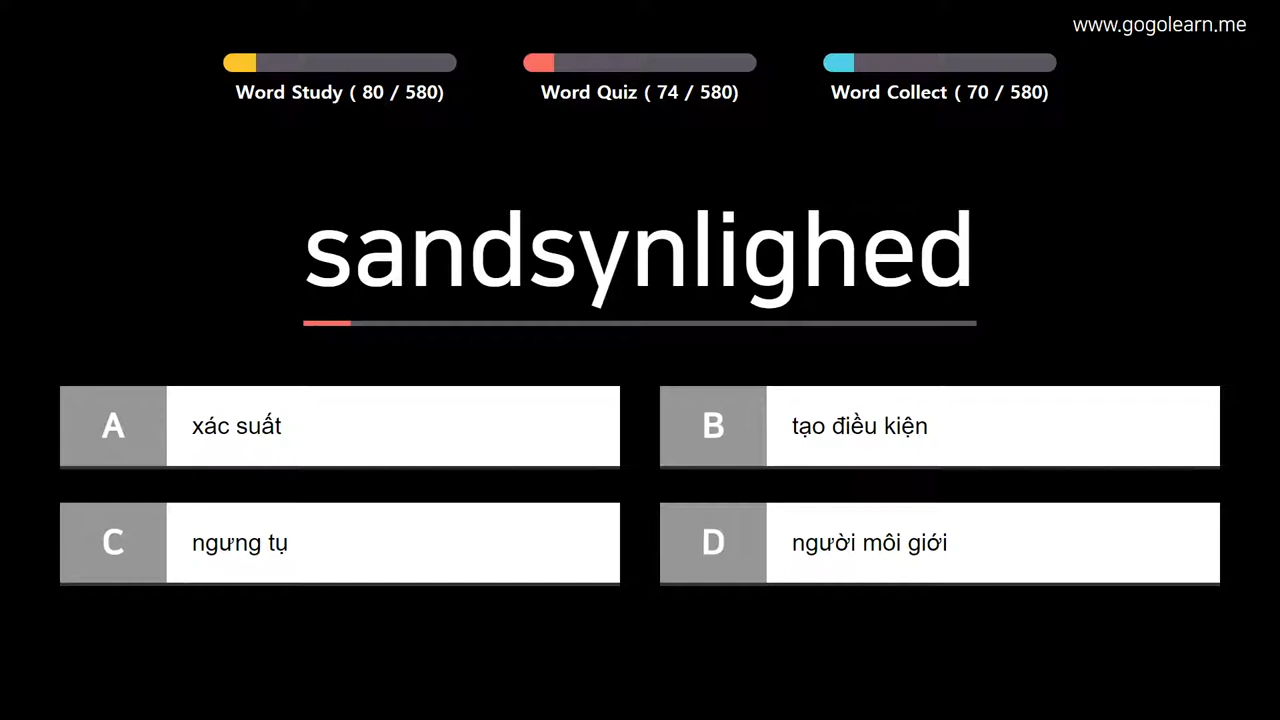 www.gogolearn.me
Word Study ( 80 / 580)
Word Quiz ( 74 / 580)
Word Collect ( 70 / 580)
sandsynlighed
A
xác suất
B
tạo điều kiện
C
ngưng tụ
D
người môi giới